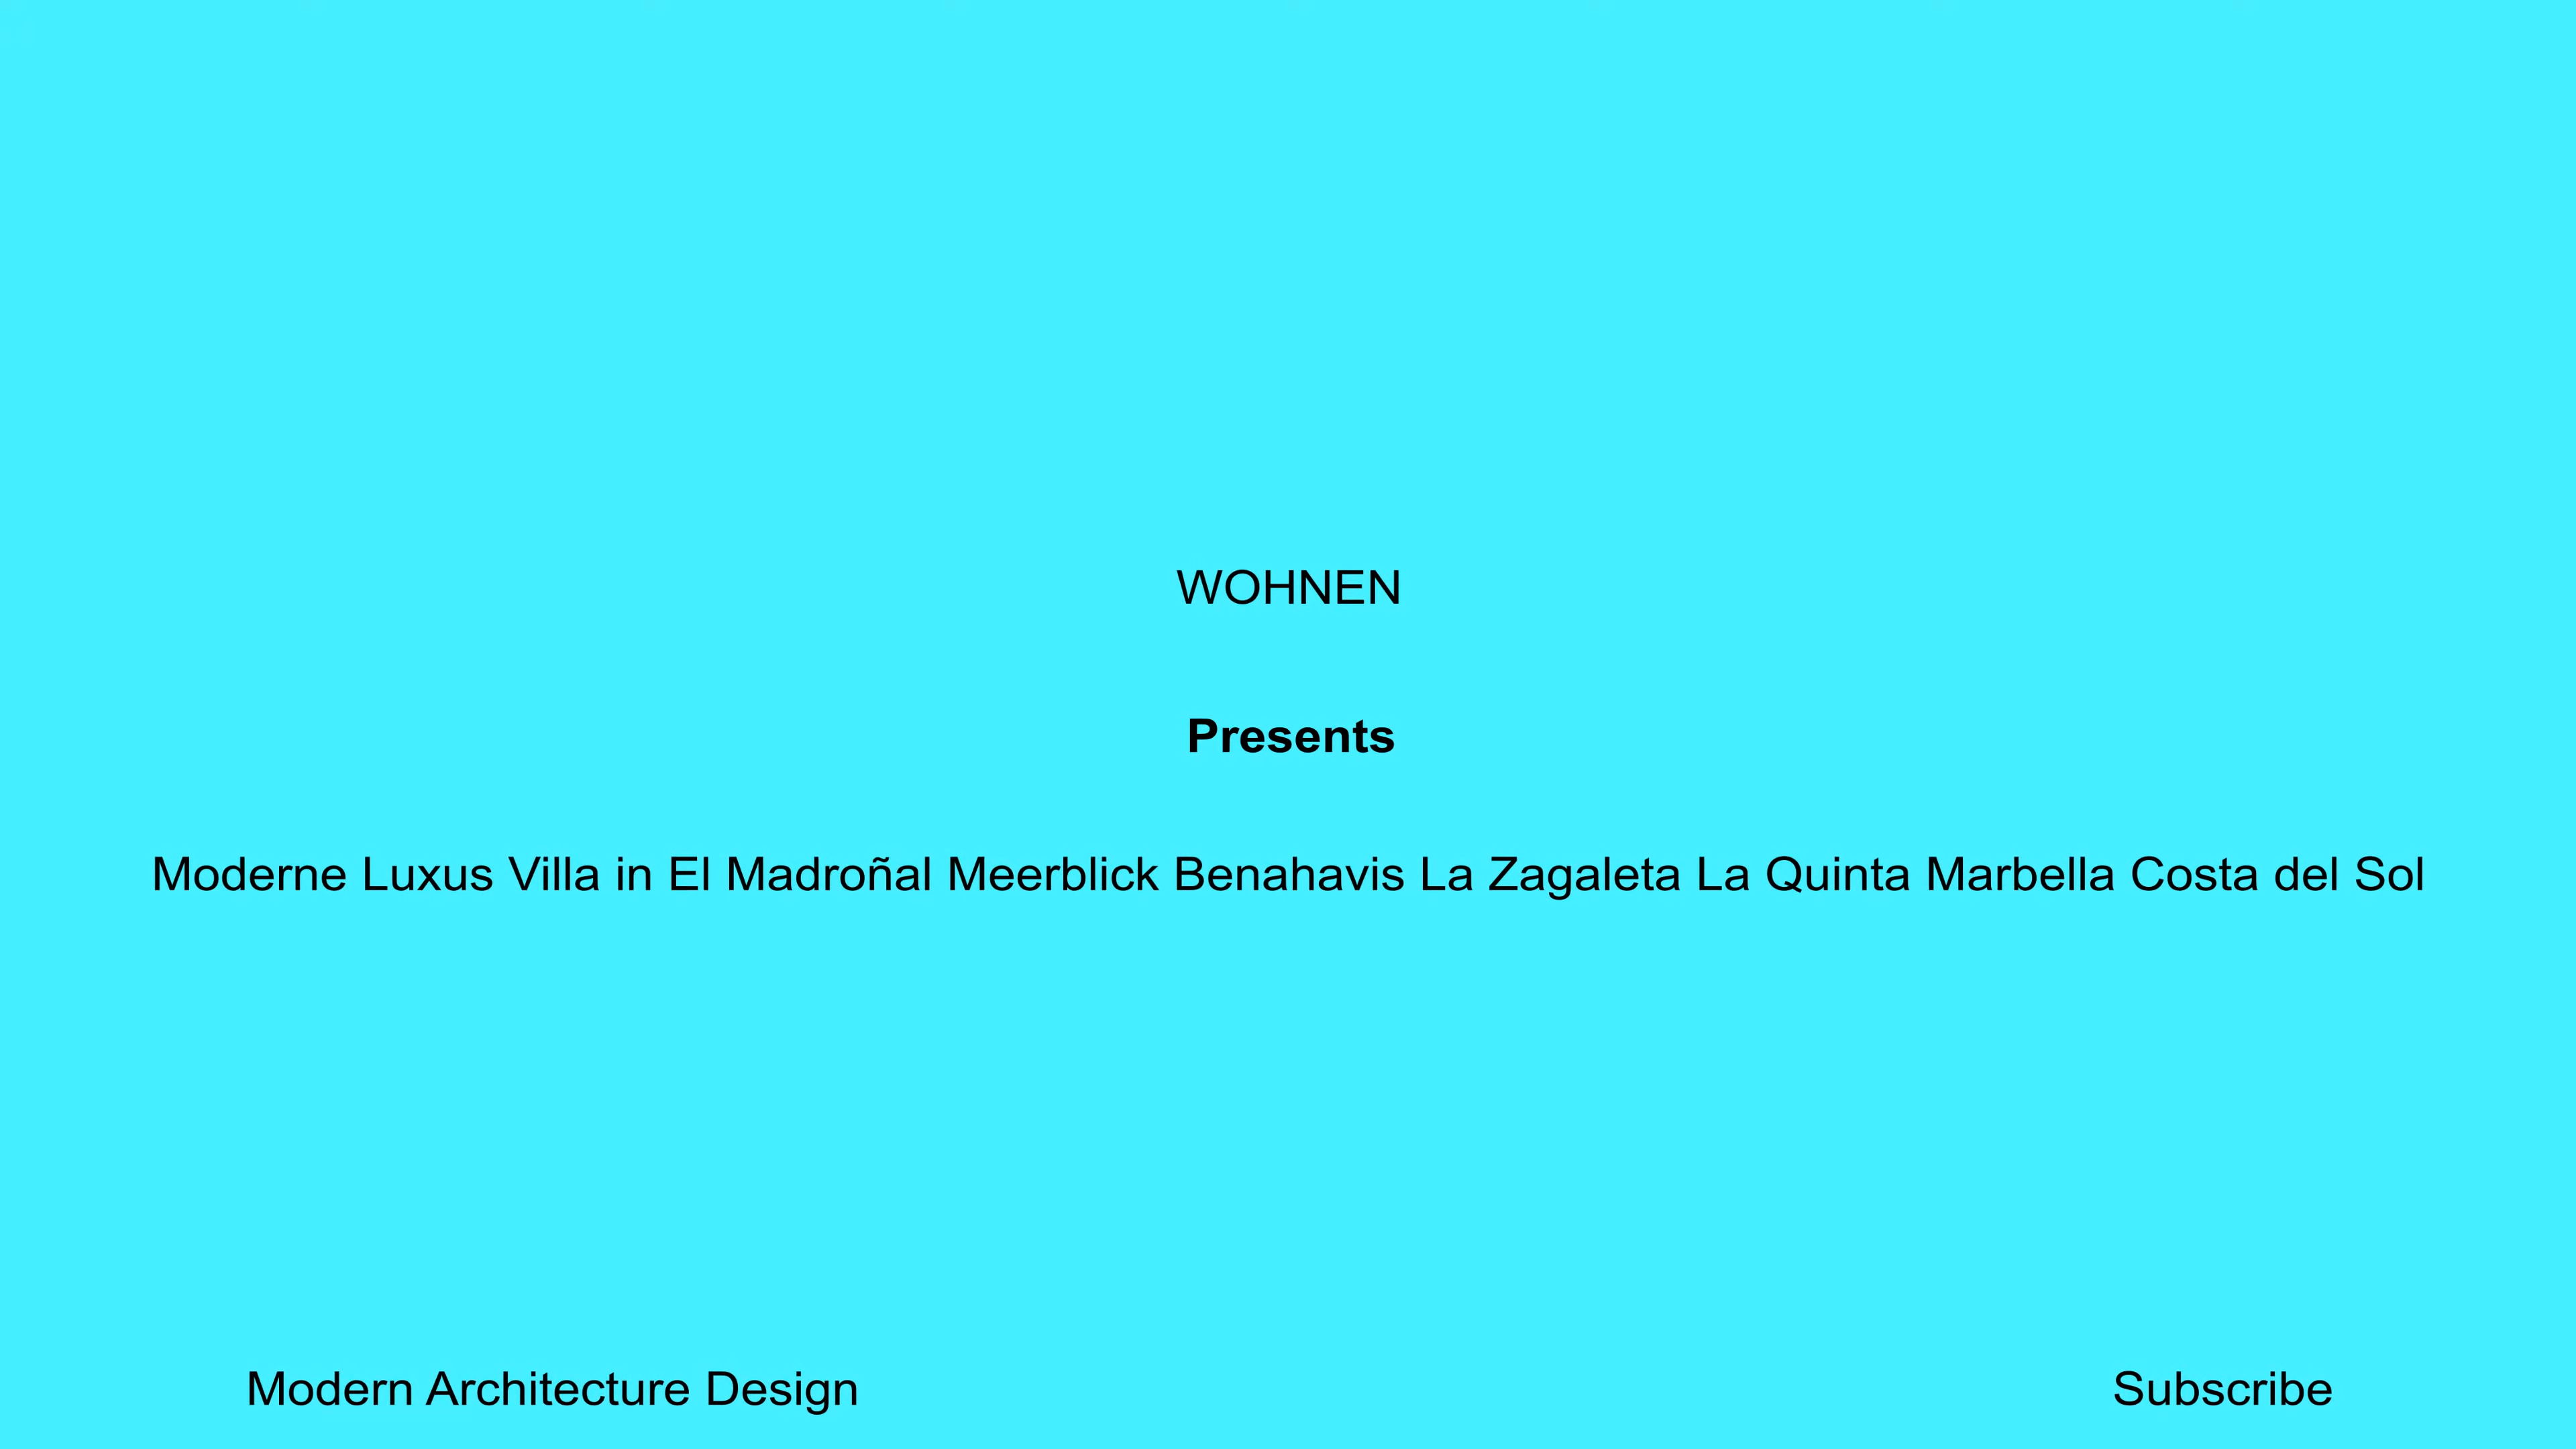 WOHNEN
Presents
Moderne Luxus Villa in El Madroñal Meerblick Benahavis La Zagaleta La Quinta Marbella Costa del Sol
Modern Architecture Design
Subscribe